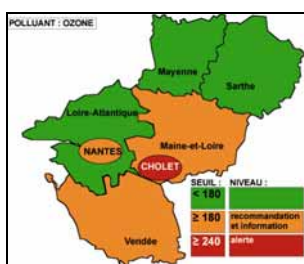 POLLUANT : OZONE
Mayenne
Sarthe
Loire-Atlantique
Maine-et-Loire
NANTES
CHOLET
Vendée
SEUIL : NIVEAU :
< 180
≥ 180 recommandation
et information
≥ 240 alerte